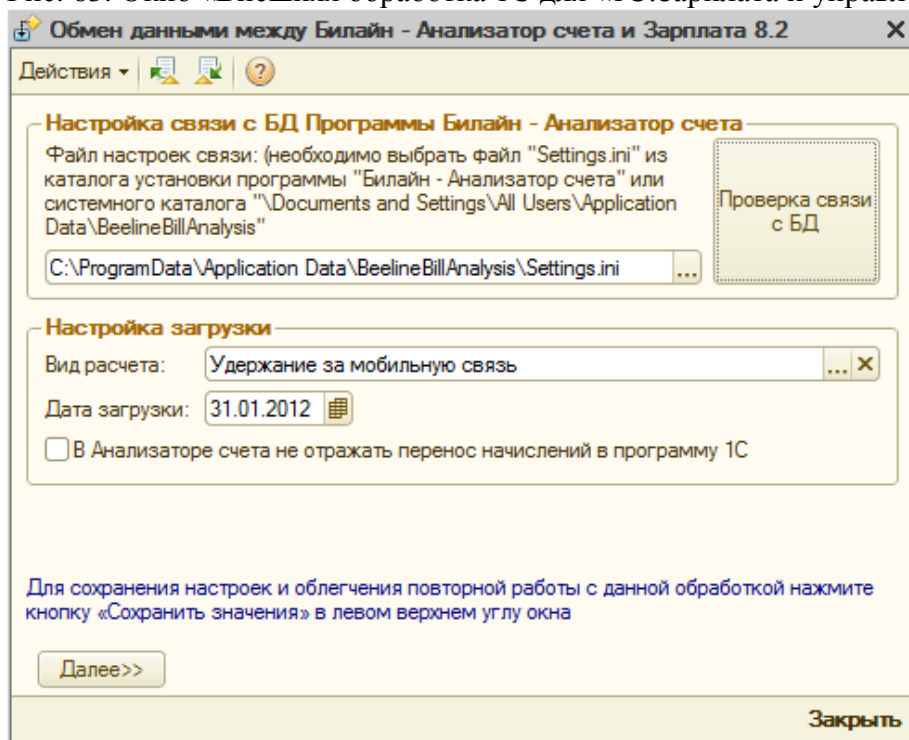 Обмен данными между Билайн - Анализатор счета и Зарплата 8.2
Действия
Настройка связи с БД Программы Билайн - Анализатор счета
Файл настроек связи: (необходимо выбрать файл "Settings.ini" из
каталога установки программы "Билайн - Анализатор счета" или
системного каталога "\Documents and Settings\All Users\Application
Data\BeelineBillAnalysis"
Проверка связи
с БД
C:\ProgramData\Application Data\BeelineBillAnalysis\Settings.ini ...
Настройка загрузки
Вид расчета: Удержание за мобильную связь ...
Дата загрузки: 31.01.2012
В Анализаторе счета не отражать перенос начислений в программу 1С
Для сохранения настроек и облегчения повторной работы с данной обработкой нажмите
кнопку «Сохранить значения» в левом верхнем углу окна
Далее>>
Закрыть